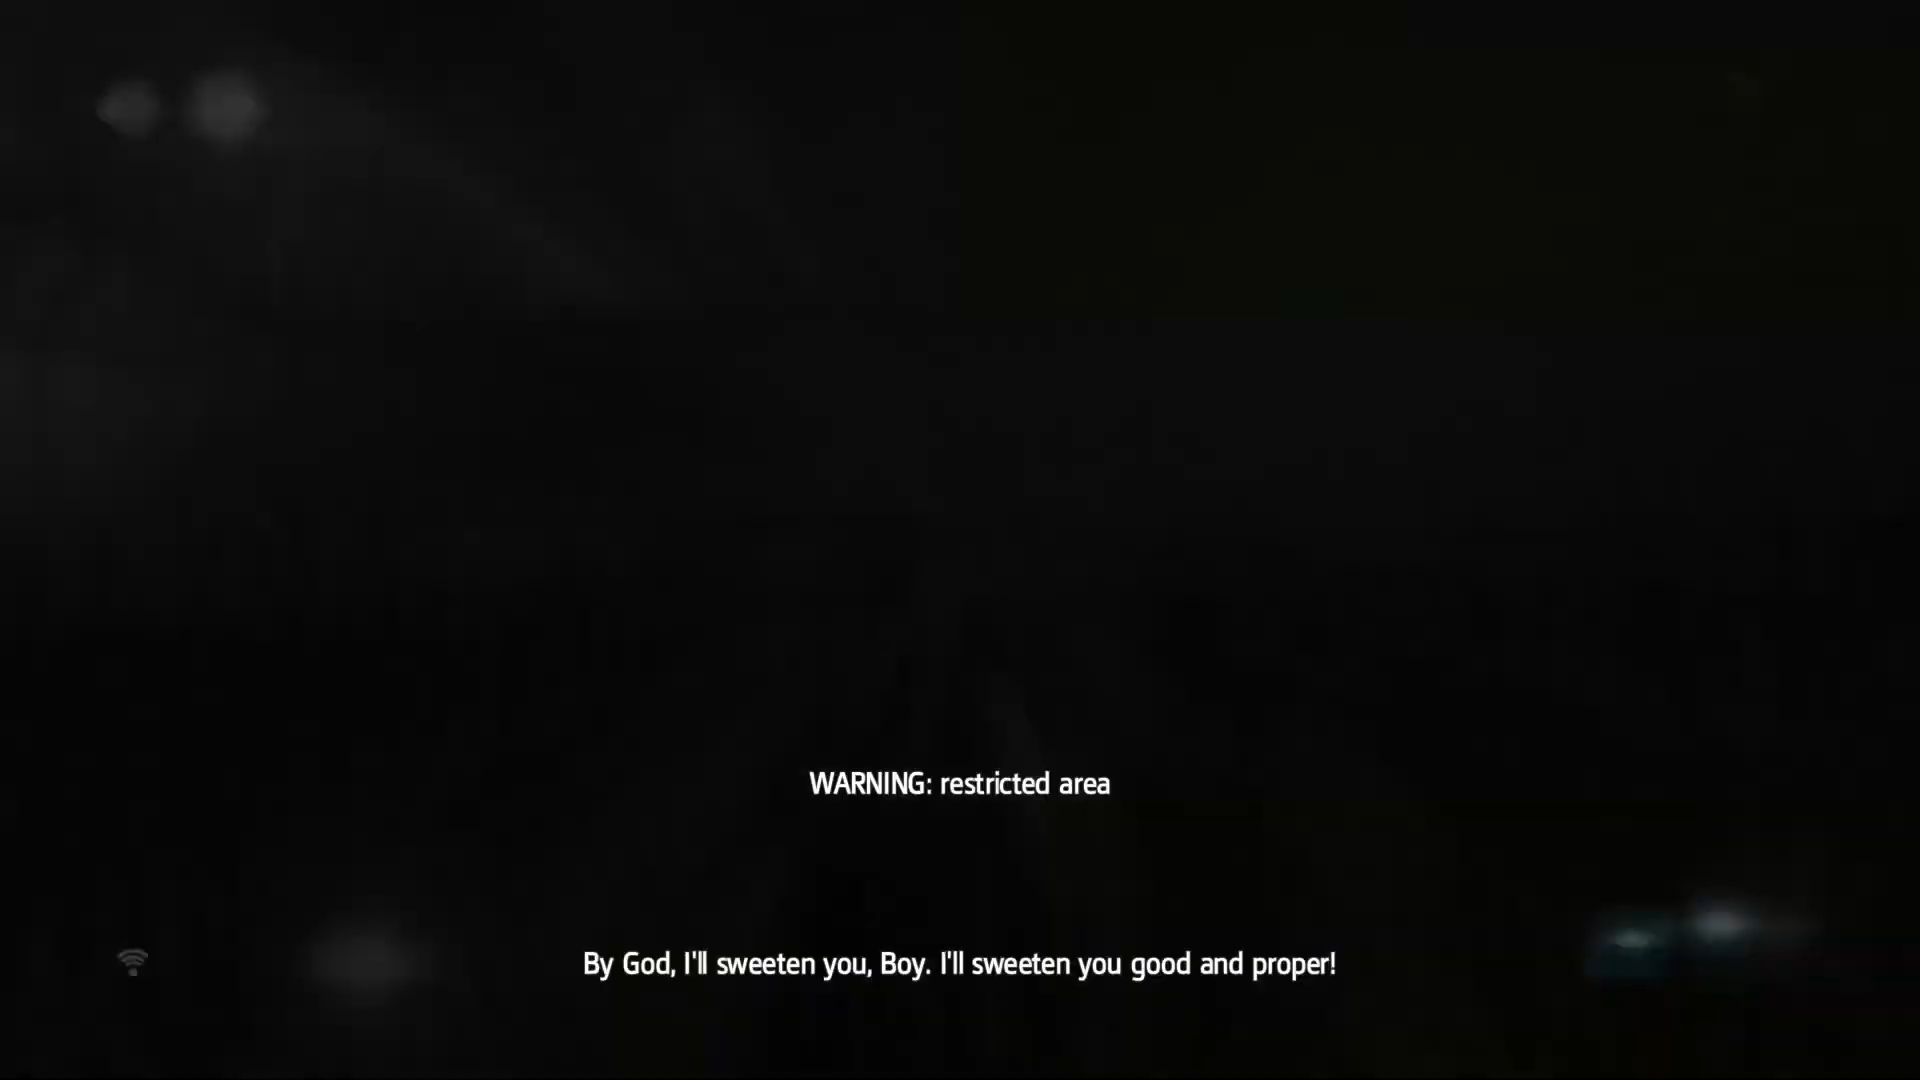 WARNING: restricted area
By God, I'll sweeten you, Boy. I'll sweeten you good and proper!